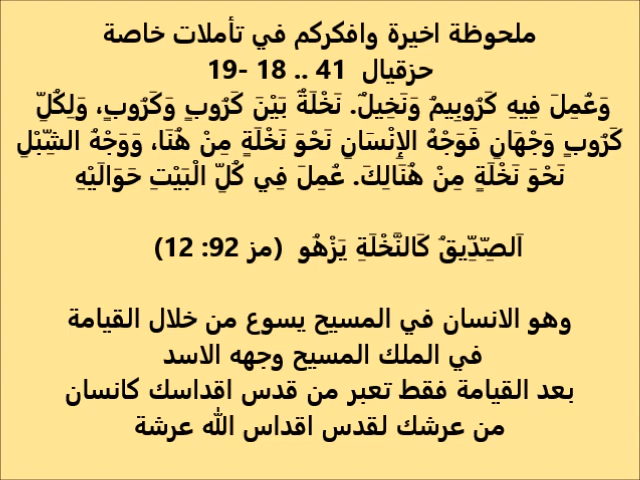 ملحوظة اخيرة وافكركم في تأملات خاصة
حزقيال 41 .. 18 -19
وَعُمِلَ فِيهِ كَرُوبِيمُ وَنَخِيلٌ. نَخْلَةٌ بَيْنَ كَرُوبٍ وَكَرُوبٍ، وَلِكُلِّ
كَرُوبٍ وَجْهَانِ فَوَجْهُ الإِنْسَانِ نَحْوَ نَخْلَةٍ مِنْ هُنَا، وَوَجْهُ الشِّبْلِ
نَحْوَ نَخْلَةٍ مِنْ هُنَالِكَ. عُمِلَ فِي كُلِّ الْبَيْتِ حَوَالَيْهِ
اَلصِّدِّيقُ كَالنَّخْلَةِ يَزْهُو (مز 92: 12)
وهو الانسان في المسيح يسوع من خلال القيامة
في الملك المسيح وجهه الاسد
بعد القيامة فقط تعبر من قدس اقداسك كانسان
من عرشك لقدس اقداس الله عرشة